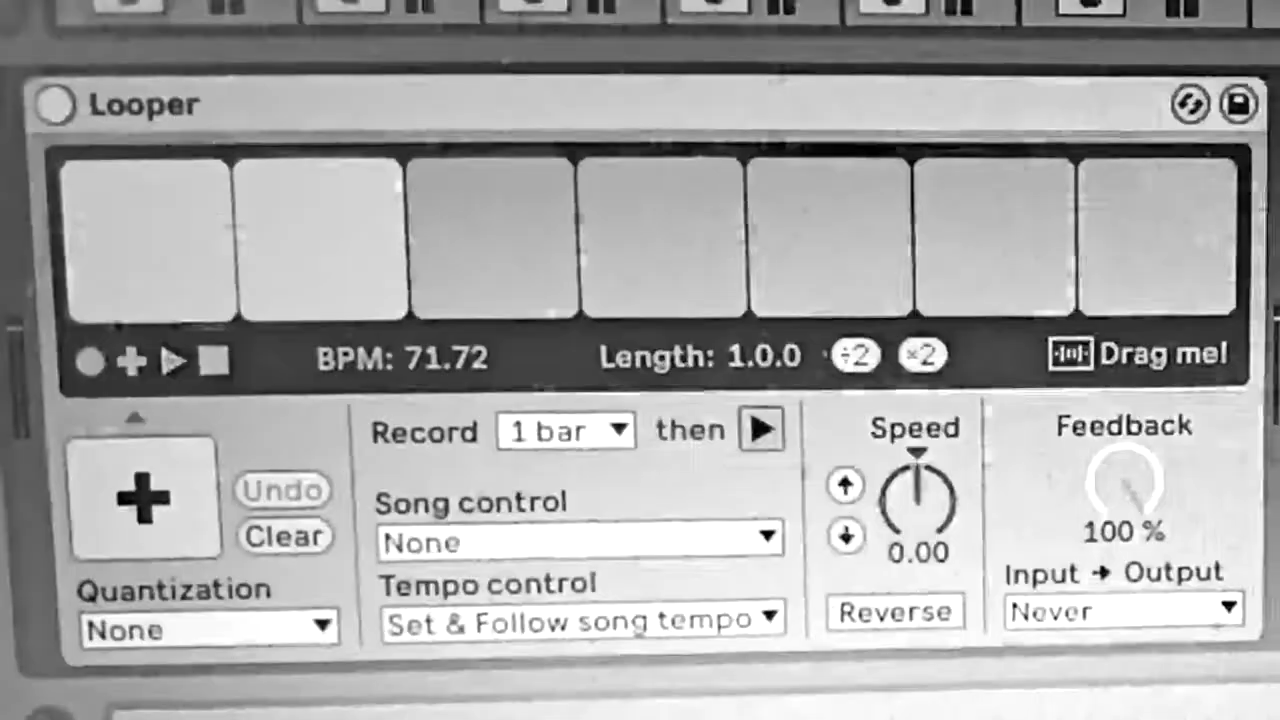 Looper
BPM: 71.72 Length: 1.0.0 ÷2 ×2 Drag me!
Record 1 bar then
Speed
Feedback
Undo
Clear
Song control
None
0.00
100 %
Quantization
None
Tempo control
Set & Follow song tempo
Reverse
Input → Output
Never